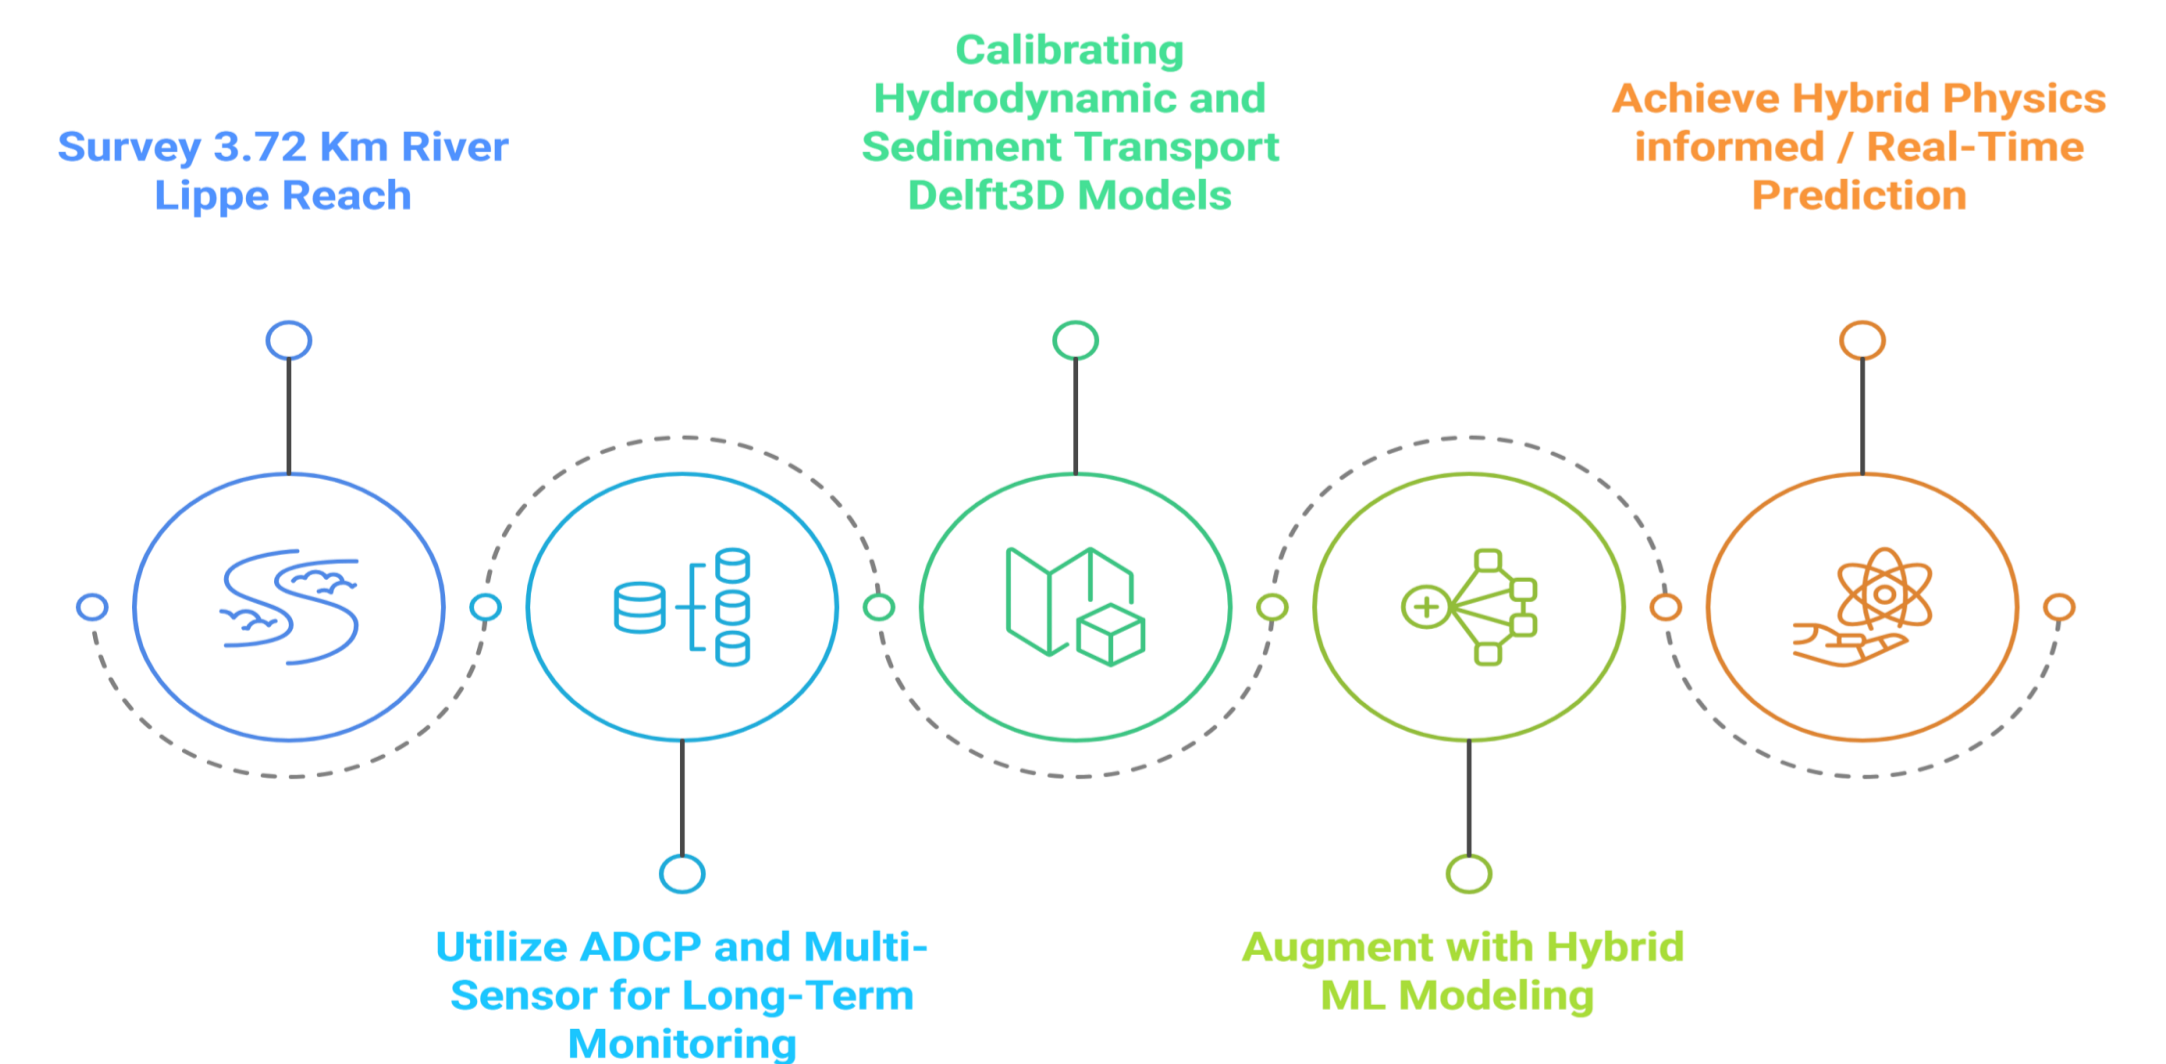 Survey 3.72 Km River
Lippe Reach
Utilize ADCP and Multi-
Sensor for Long-Term
Monitoring
Calibrating
Hydrodynamic and
Sediment Transport
Delft3D Models
Augment with Hybrid
ML Modeling
Achieve Hybrid Physics
informed / Real-Time
Prediction